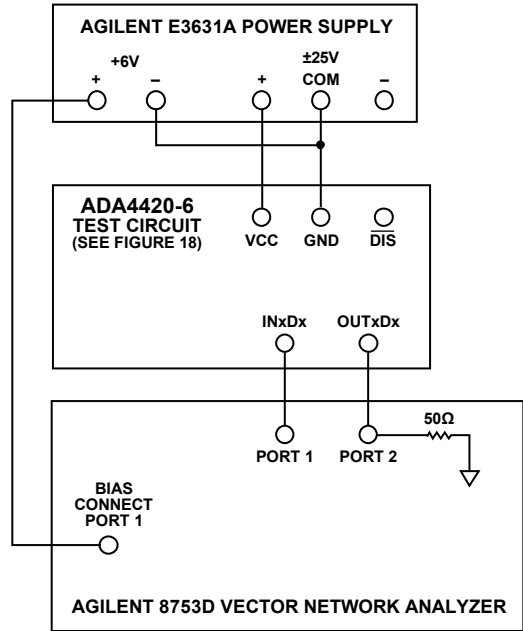 AGILENT E3631A POWER SUPPLY
+6V
±25V
+ – + COM –
ADA4420-6
TEST CIRCUIT
(SEE FIGURE 18)
VCC GND DIS
INxDx OUTxDx
50Ω
PORT 1 PORT 2
BIAS
CONNECT
PORT 1
AGILENT 8753D VECTOR NETWORK ANALYZER